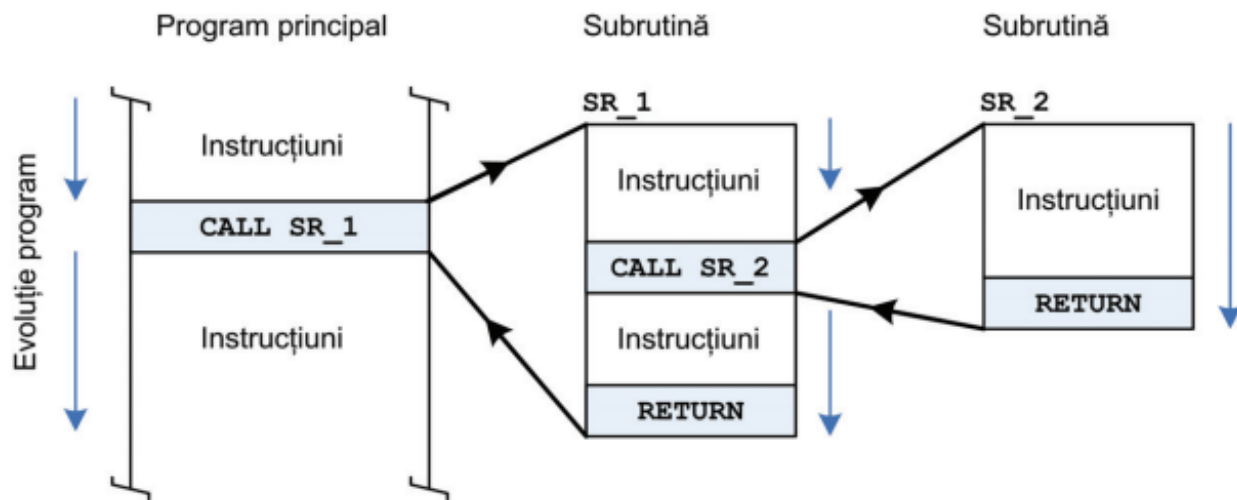 Program principal
Subrutină
Subrutină
SR_1
SR_2
Evoluție program
Instrucțiuni
CALL SR_1
Instrucțiuni
Instrucțiuni
CALL SR_2
Instrucțiuni
RETURN
Instrucțiuni
RETURN